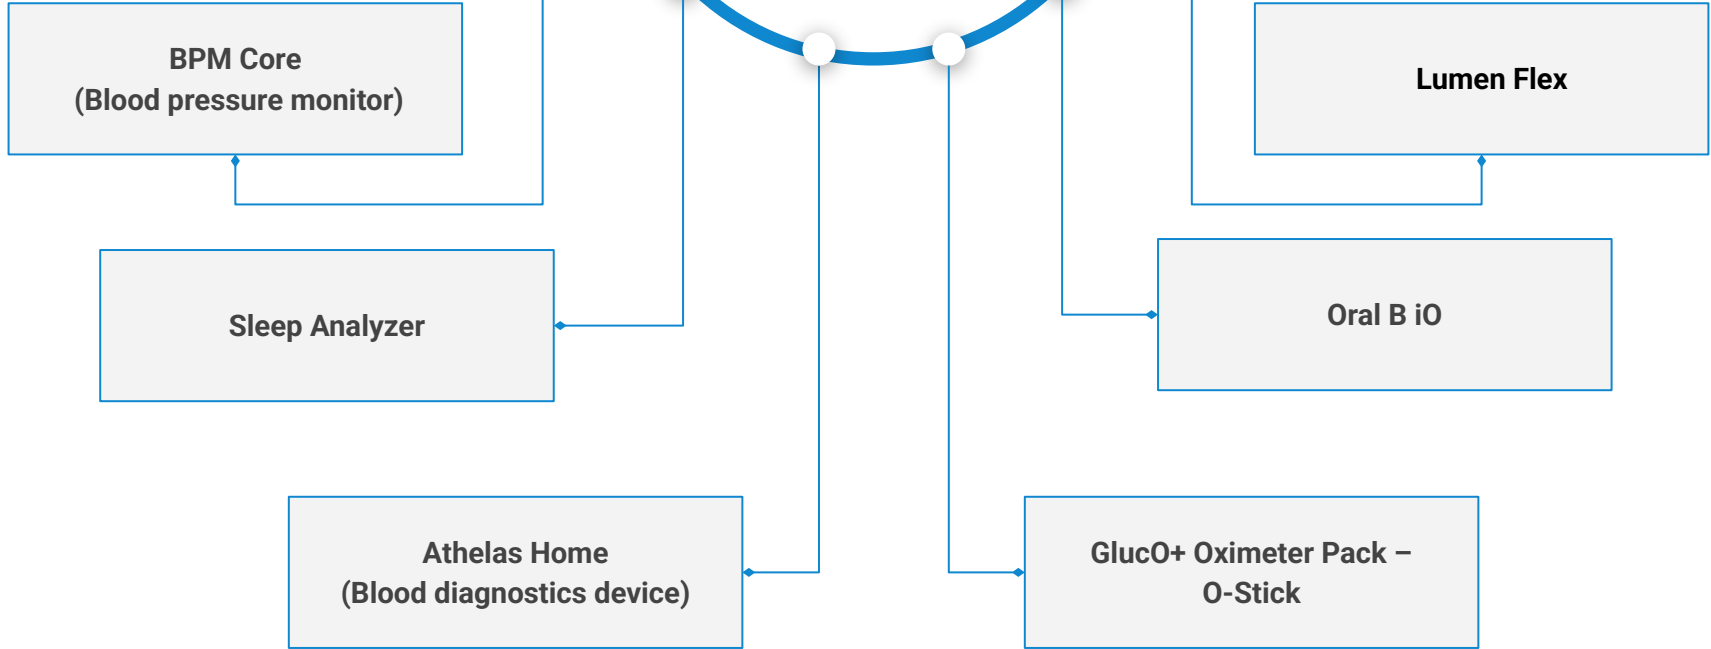 BPM Core
(Blood pressure monitor)
Lumen Flex
Sleep Analyzer
Oral B iO
Athelas Home
(Blood diagnostics device)
GlucO+ Oximeter Pack –
O-Stick